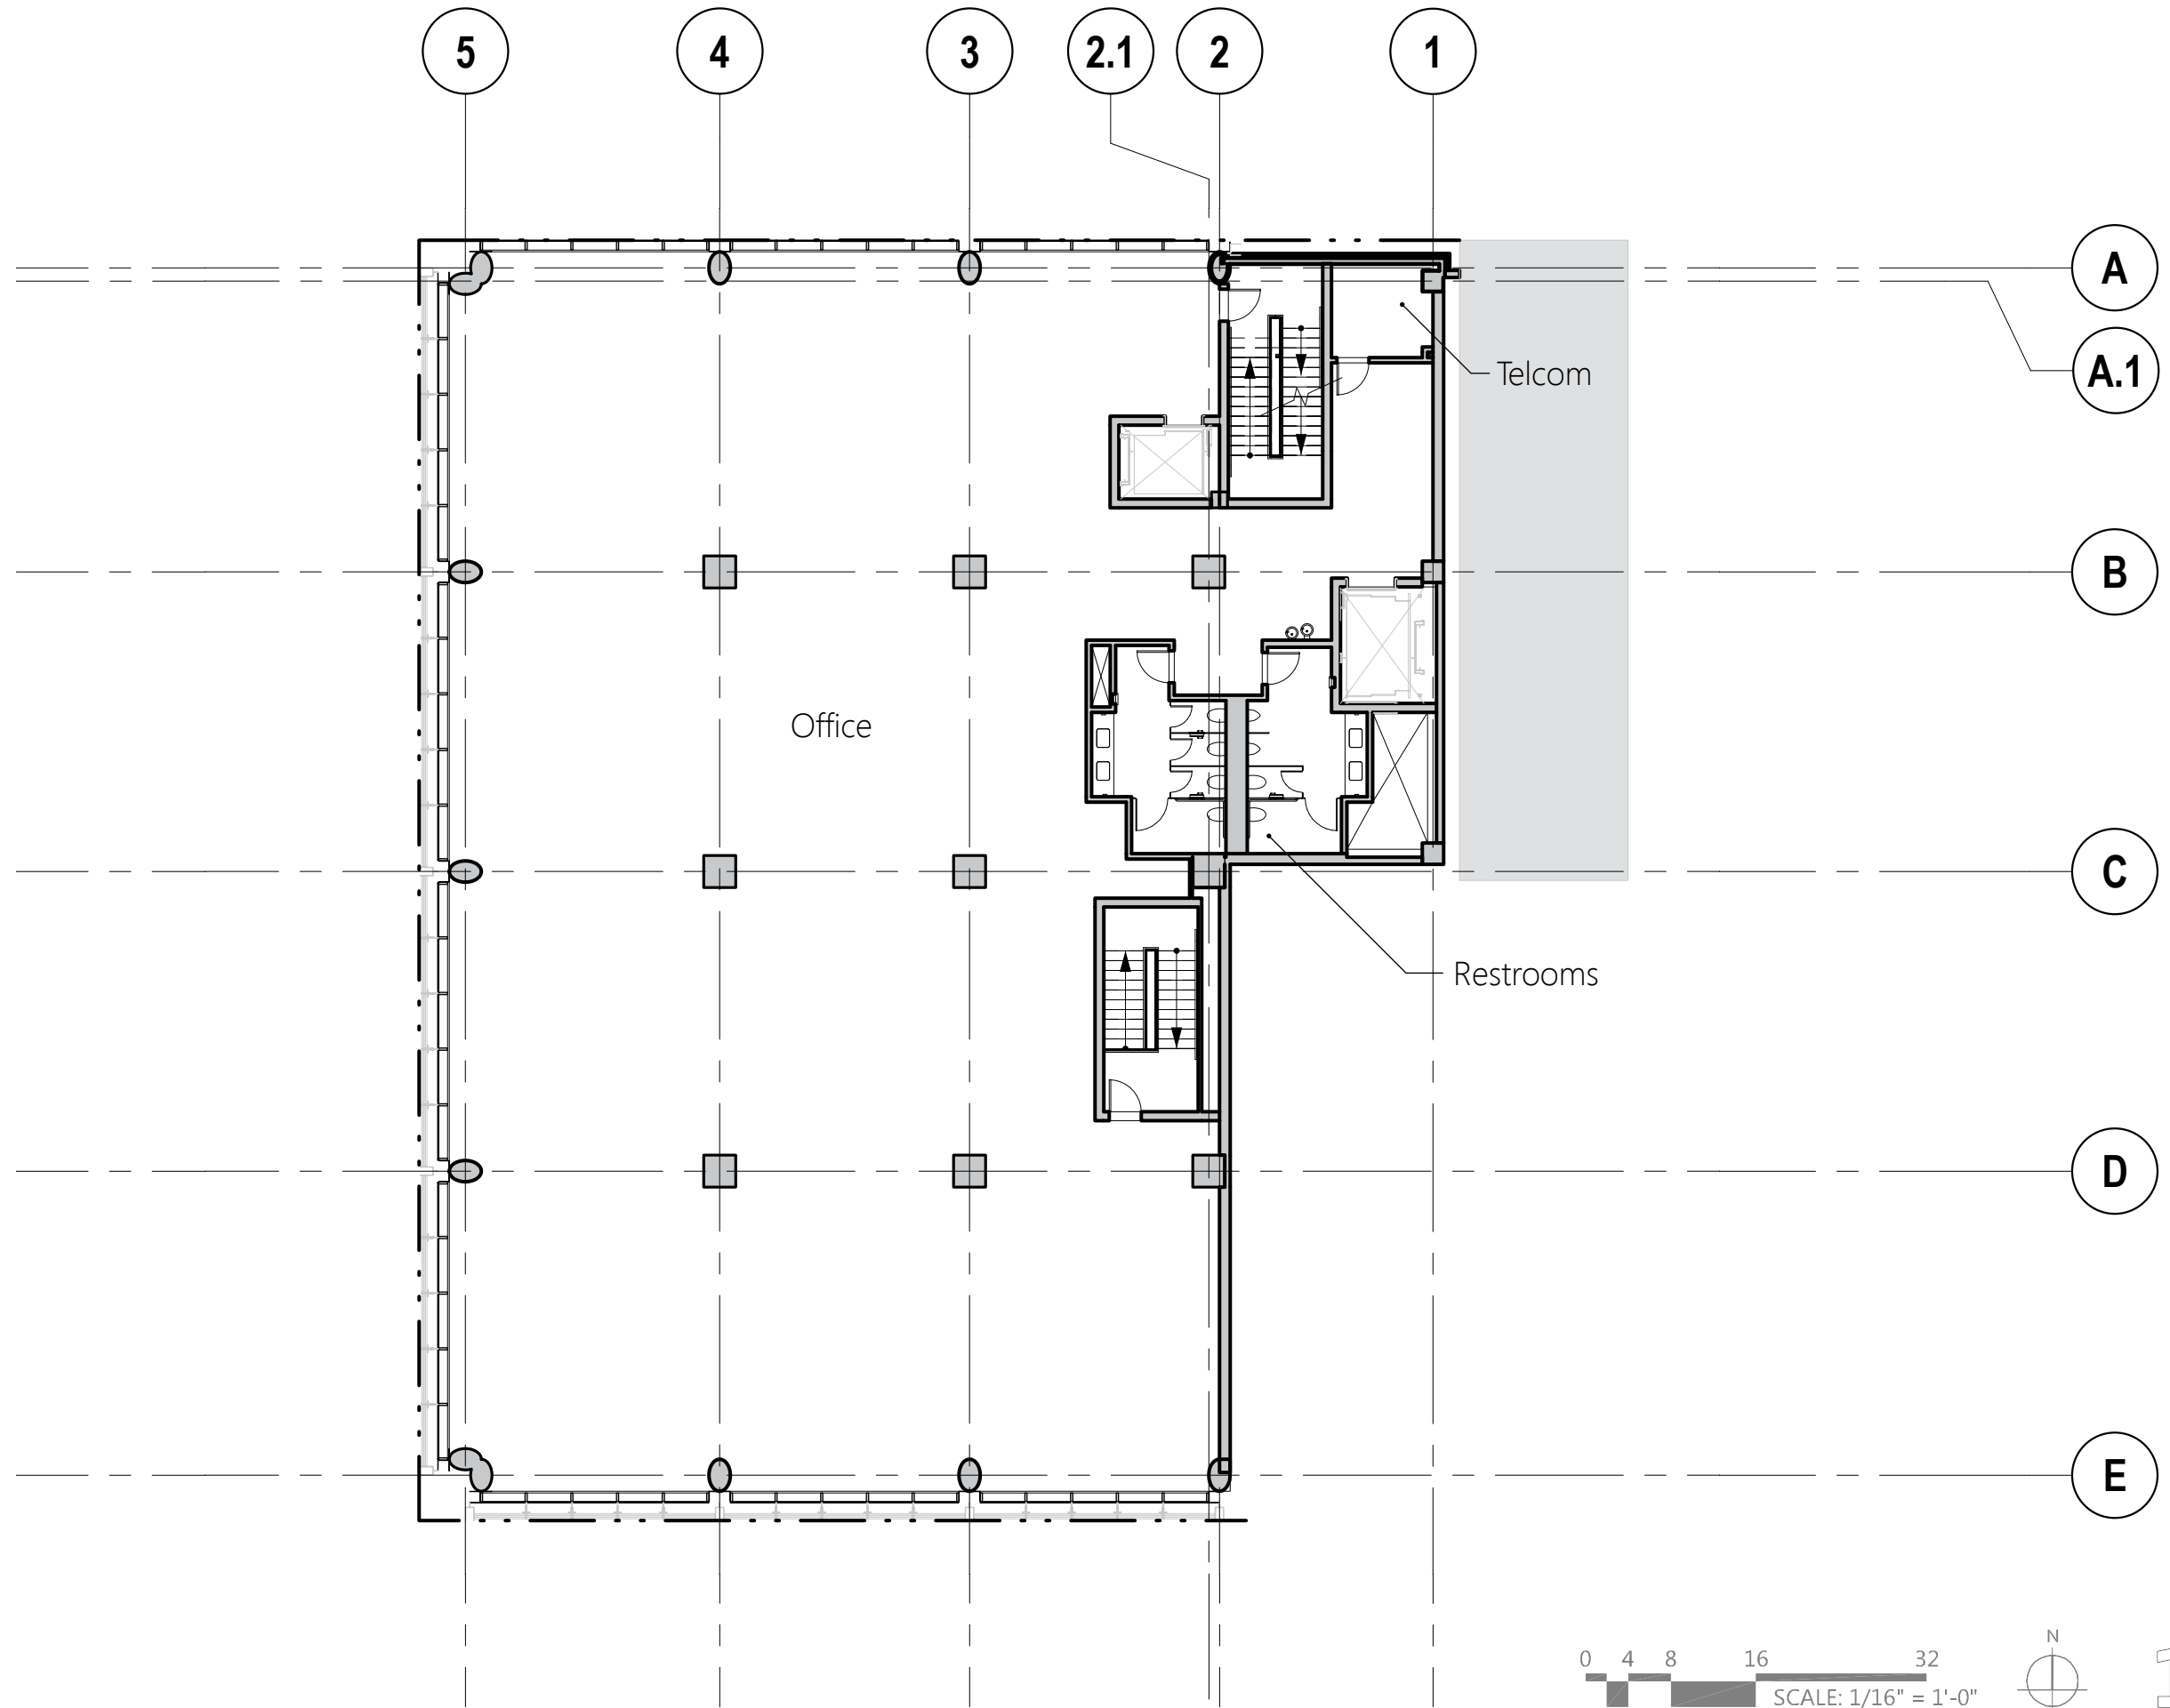 5 4 3 2.1 2 1
A
A.1
Telcom
B
Office
C
Restrooms
D
E
0 4 8 16 32
N
SCALE: 1/16" = 1'-0"